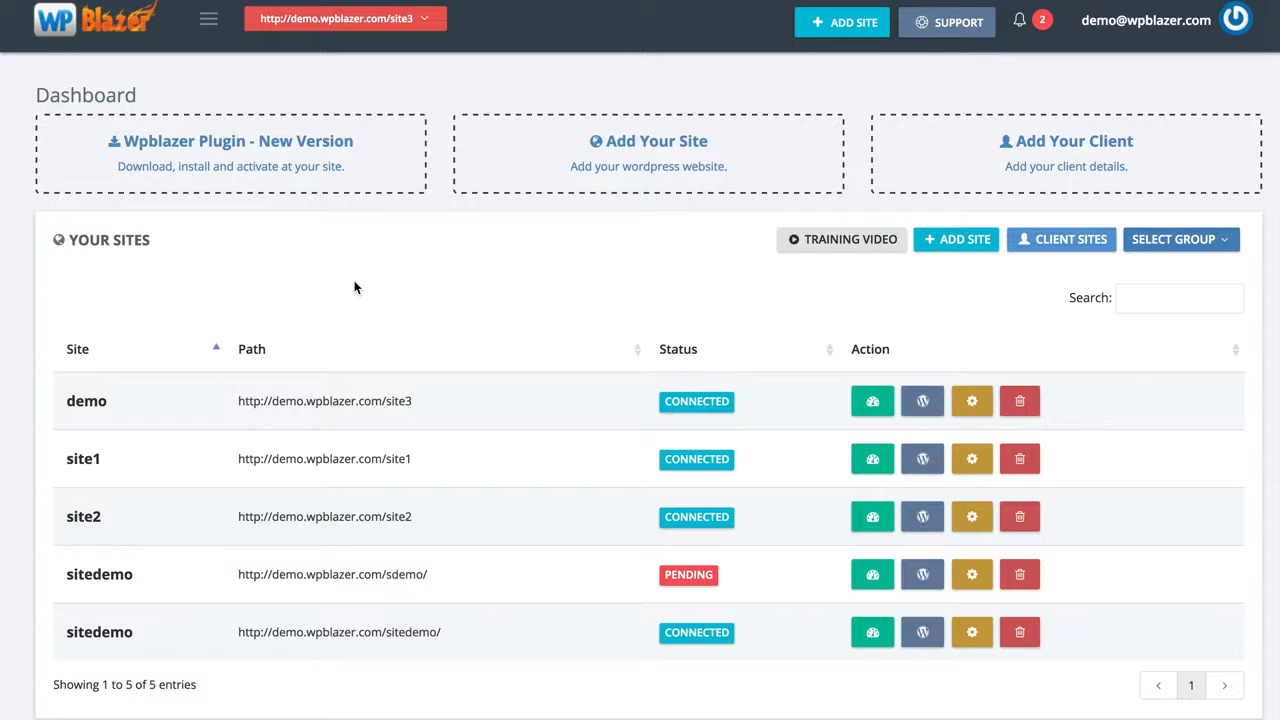 WP Blazer
http://demo.wpblazer.com/site3
ADD SITE
SUPPORT
2
demo@wpblazer.com
Dashboard
Wpblazer Plugin - New Version
Download, install and activate at your site.
Add Your Site
Add your wordpress website.
Add Your Client
Add your client details.
YOUR SITES
TRAINING VIDEO
ADD SITE
CLIENT SITES
SELECT GROUP
Search:
Site Path Status Action
demo http://demo.wpblazer.com/site3 CONNECTED
site1 http://demo.wpblazer.com/site1 CONNECTED
site2 http://demo.wpblazer.com/site2 CONNECTED
sitedemo http://demo.wpblazer.com/sdemo/ PENDING
sitedemo http://demo.wpblazer.com/sitedemo/ CONNECTED
Showing 1 to 5 of 5 entries
1